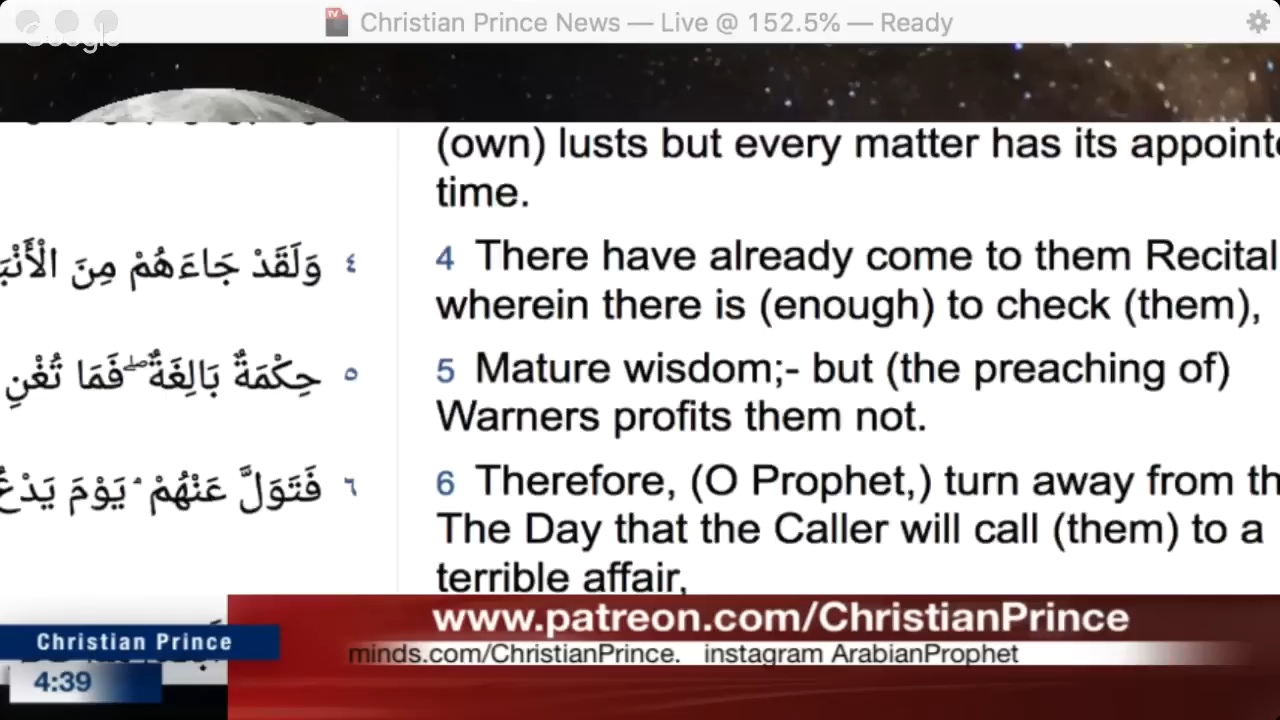 Christian Prince News — Live @ 152.5% — Ready
Google
(own) lusts but every matter has its appointe
time.
٤ وَلَقَدْ جَاءَهُمْ مِنَ الْأَنْبَ
4 There have already come to them Recital
wherein there is (enough) to check (them),
٥ حِكْمَةٌ بَالِغَةٌ ۖ فَمَا تُغْنِ
5 Mature wisdom;- but (the preaching of)
Warners profits them not.
٦ فَتَوَلَّ عَنْهُمْ ۘ يَوْمَ يَدْعُ
6 Therefore, (O Prophet,) turn away from th
The Day that the Caller will call (them) to a
terrible affair,
www.patreon.com/ChristianPrince
Christian Prince
minds.com/ChristianPrince. instagram ArabianProphet
4:39